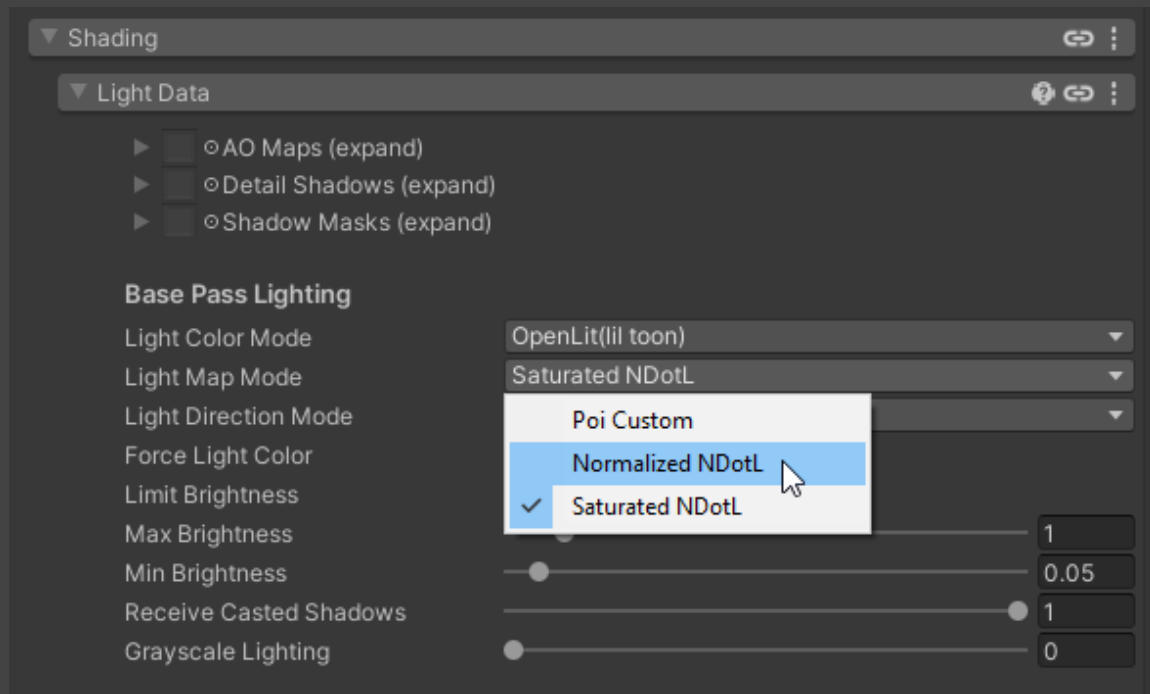 Shading
Light Data
AO Maps (expand)
Detail Shadows (expand)
Shadow Masks (expand)
Base Pass Lighting
Light Color Mode OpenLit(lil toon)
Light Map Mode Saturated NDotL
Light Direction Mode
Poi Custom
Normalized NDotL
Saturated NDotL
Force Light Color
Limit Brightness
Max Brightness 1
Min Brightness 0.05
Receive Casted Shadows 1
Grayscale Lighting 0